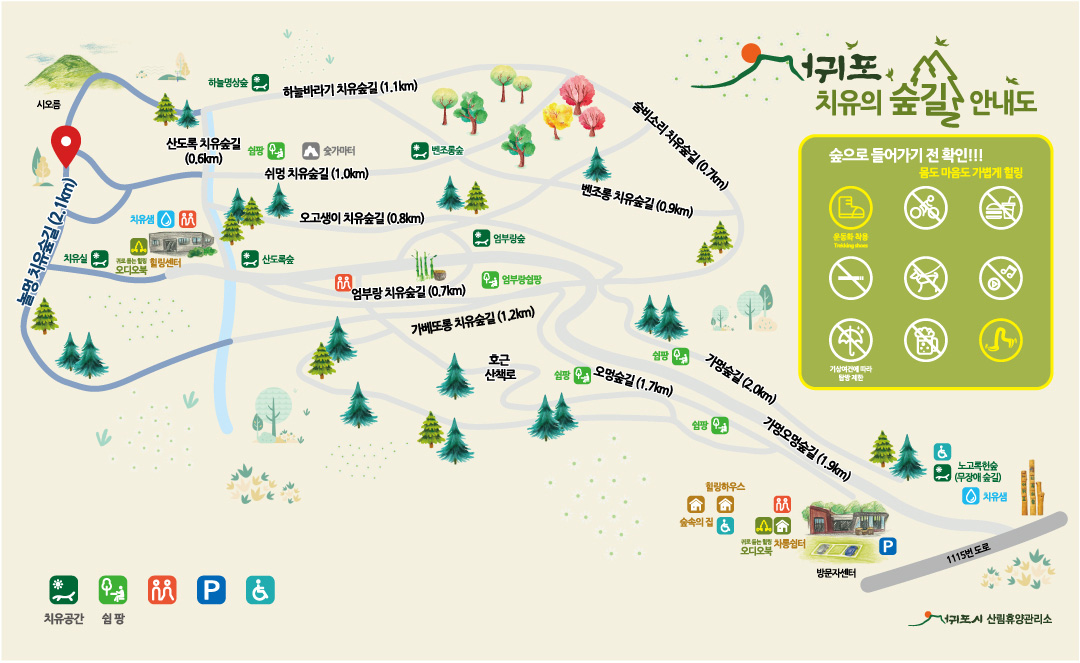 서귀포
치유의 숲길 안내도
숲으로 들어가기 전 확인!!!
몸도 마음도 가볍게 힐링
운동화 착용
Trekking shoes
기상여건에 따라
탐방 제한
시오름
하늘명상숲
하늘바라기 치유숲길 (1.1km)
숨비소리 치유숲길 (0.7km)
산도록 치유숲길
(0.6km)
쉼팡
숯가마터
벤조롱숲
쉬멍 치유숲길 (1.0km)
벤조롱 치유숲길 (0.9km)
놀멍 치유숲길 (2.1km)
치유샘
오고생이 치유숲길 (0.8km)
치유실
귀로 듣는 힐링
오디오북
힐링센터
산도록숲
엄부랑숲
엄부랑쉼팡
엄부랑 치유숲길 (0.7km)
가베또롱 치유숲길 (1.2km)
호근
산책로
쉼팡
오멍숲길 (1.7km)
쉼팡
가멍숲길 (2.0km)
쉼팡
가멍오멍숲길 (1.9km)
노고록헌숲
(무장애 숲길)
치유샘
힐링하우스
숲속의 집
귀로 듣는 힐링
오디오북
차롱쉼터
P
방문자센터
1115번 도로
P
치유공간
쉼 팡
서귀포시 산림휴양관리소